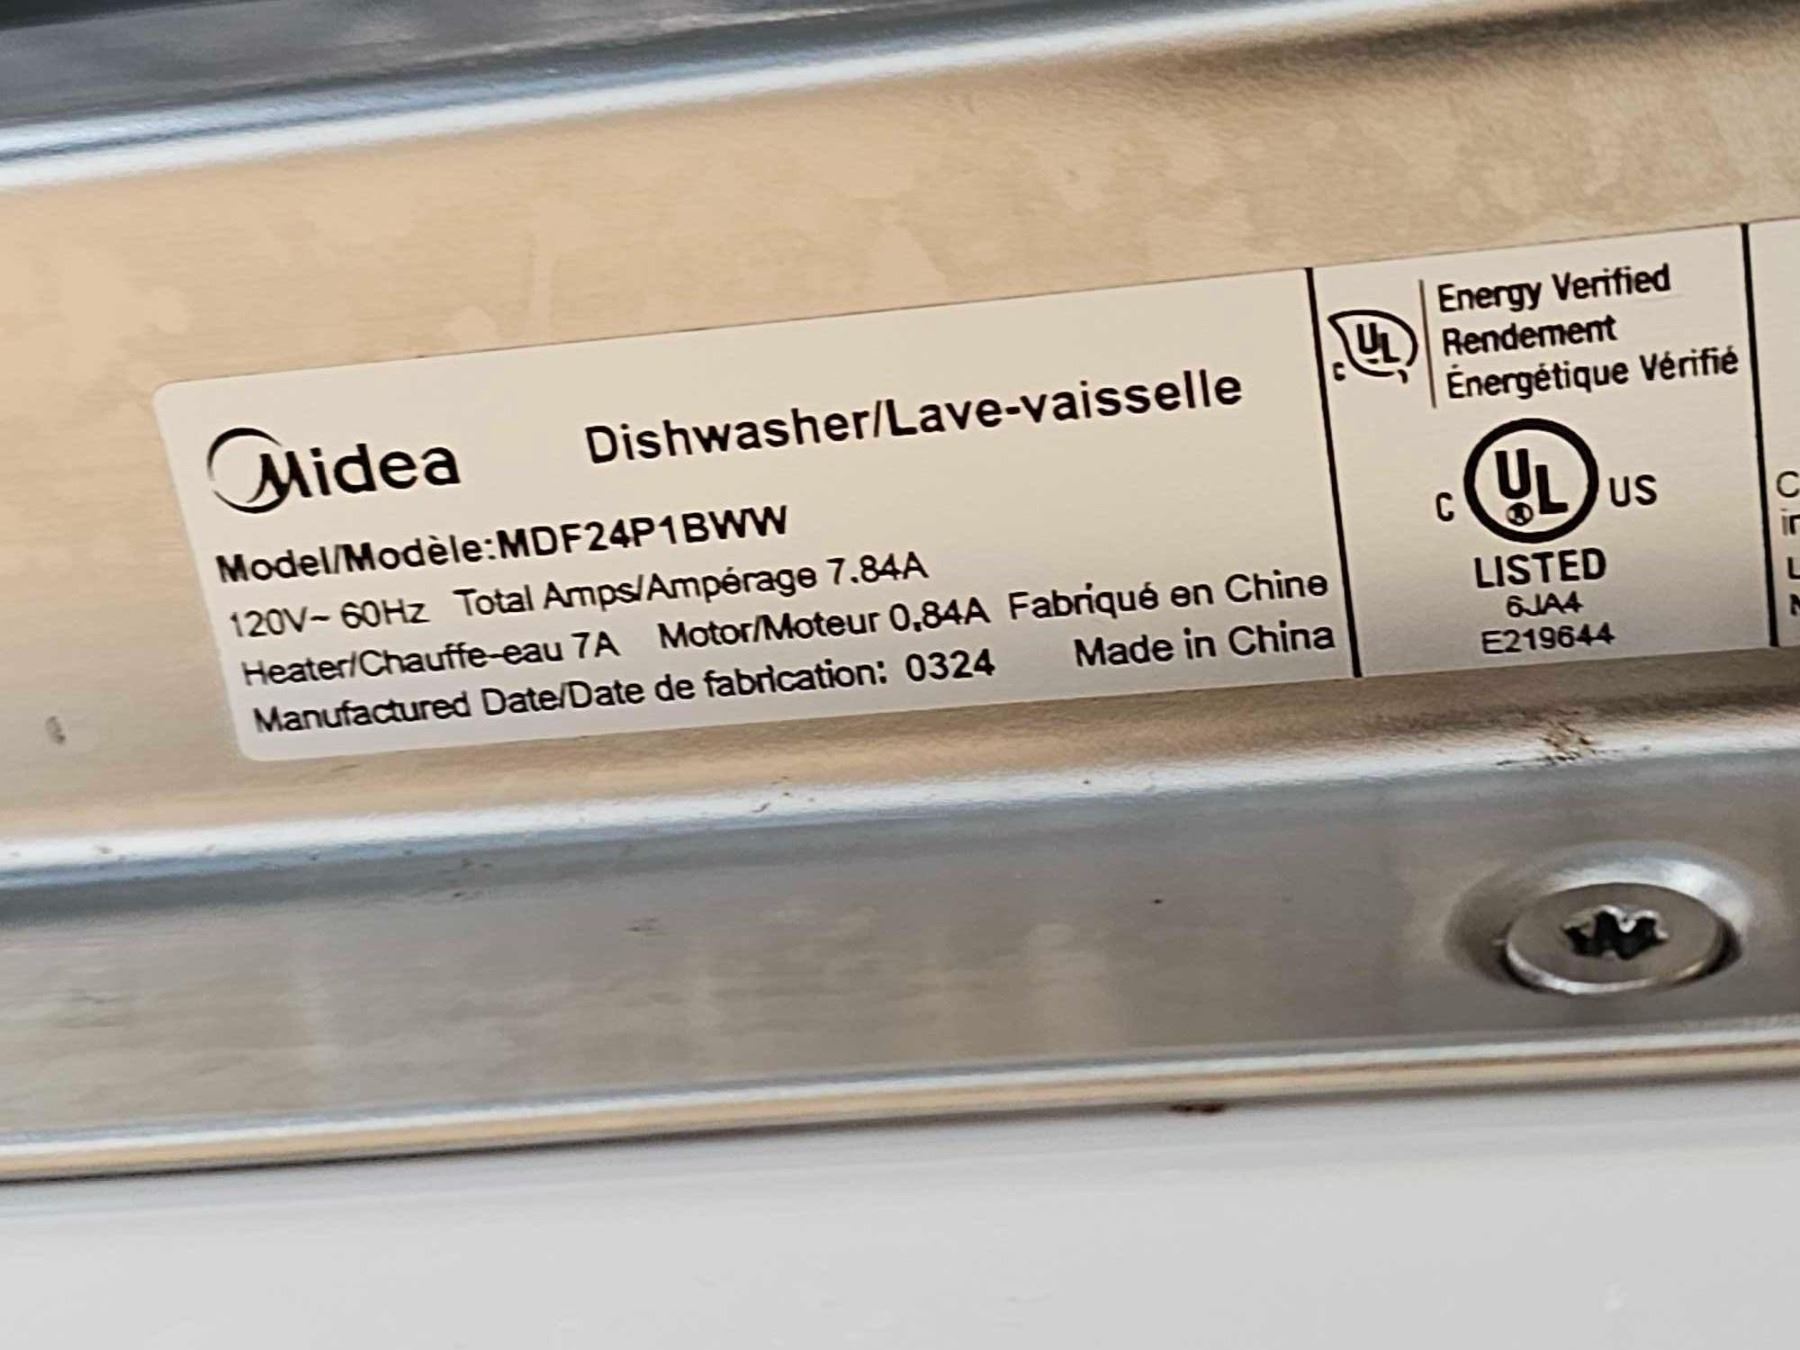 Midea Dishwasher/Lave-vaisselle
Model/Modèle:MDF24P1BWW
120V~ 60Hz Total Amps/Ampérage 7.84A
Heater/Chauffe-eau 7A Motor/Moteur 0,84A Fabriqué en Chine
Manufactured Date/Date de fabrication: 0324 Made in China
C UL
Energy Verified
Rendement
Énergétique Vérifié
C UL US
®
LISTED
6JA4
E219644